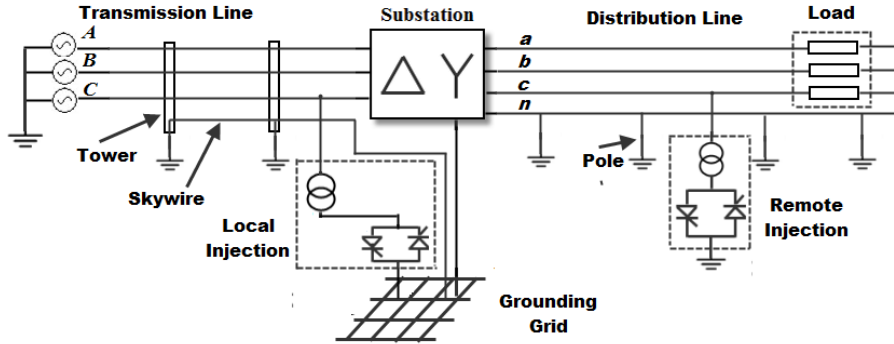 Transmission Line
Substation
Distribution Line
Load
A
B
C
a
b
c
n
Tower
Skywire
Pole
Local
Injection
Remote
Injection
Grounding
Grid